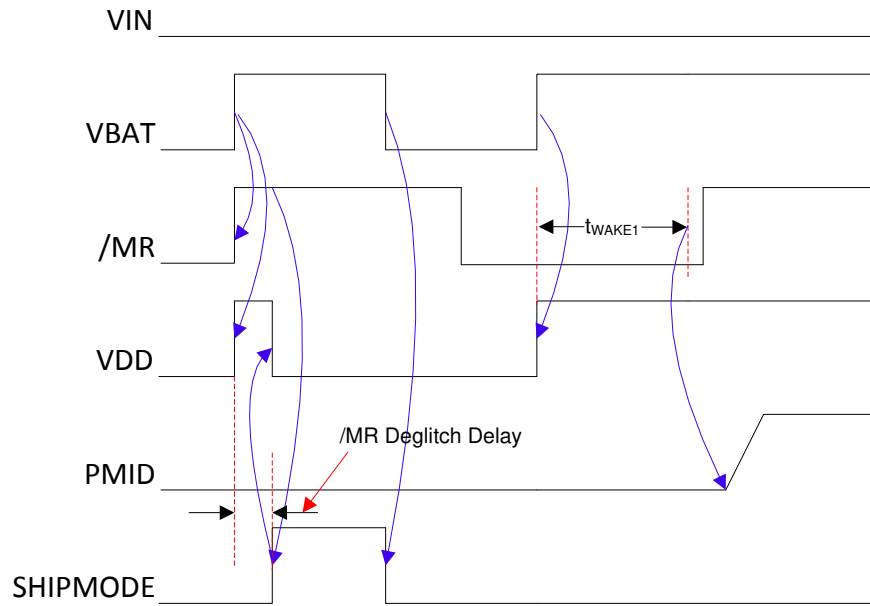 VIN
VBAT
/MR
tWAKE1
VDD
/MR Deglitch Delay
PMID
SHIPMODE